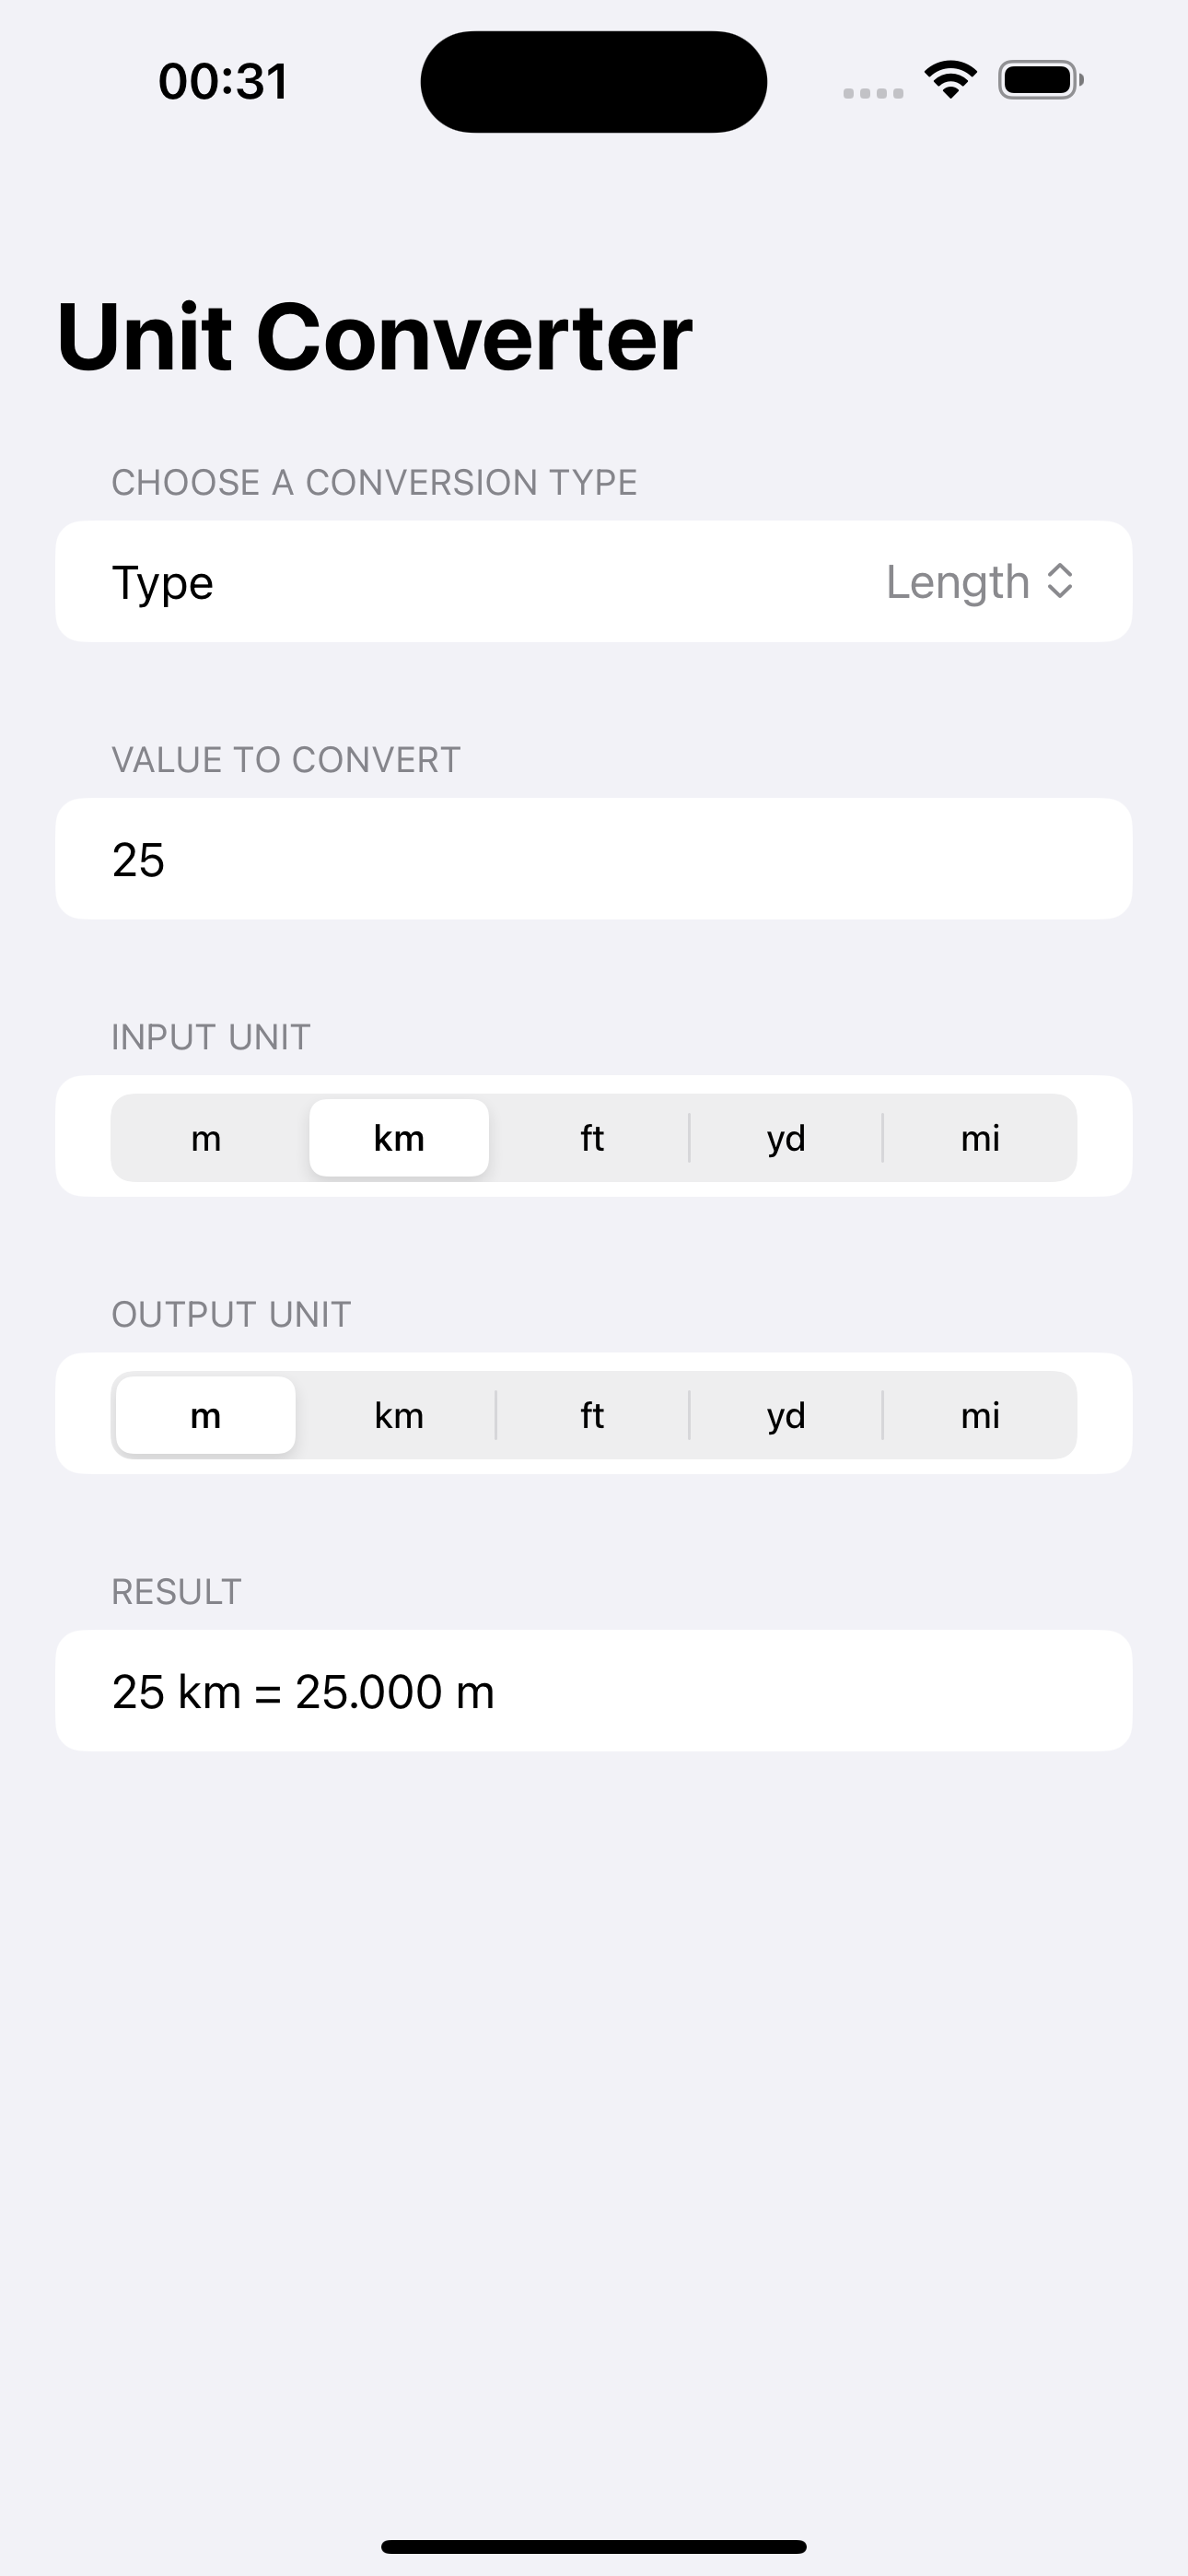 00:31
Unit Converter
CHOOSE A CONVERSION TYPE
Type Length
VALUE TO CONVERT
25
INPUT UNIT
m km ft yd mi
OUTPUT UNIT
m km ft yd mi
RESULT
25 km = 25.000 m